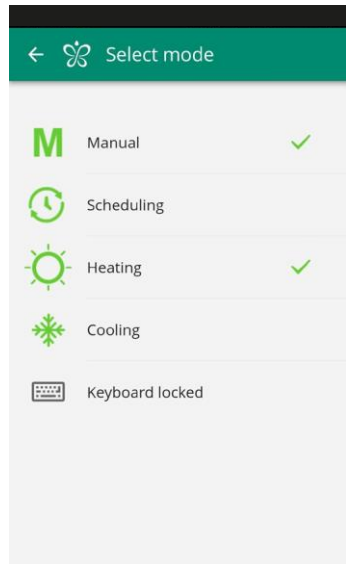 Select mode
M Manual
Scheduling
Heating
Cooling
Keyboard locked